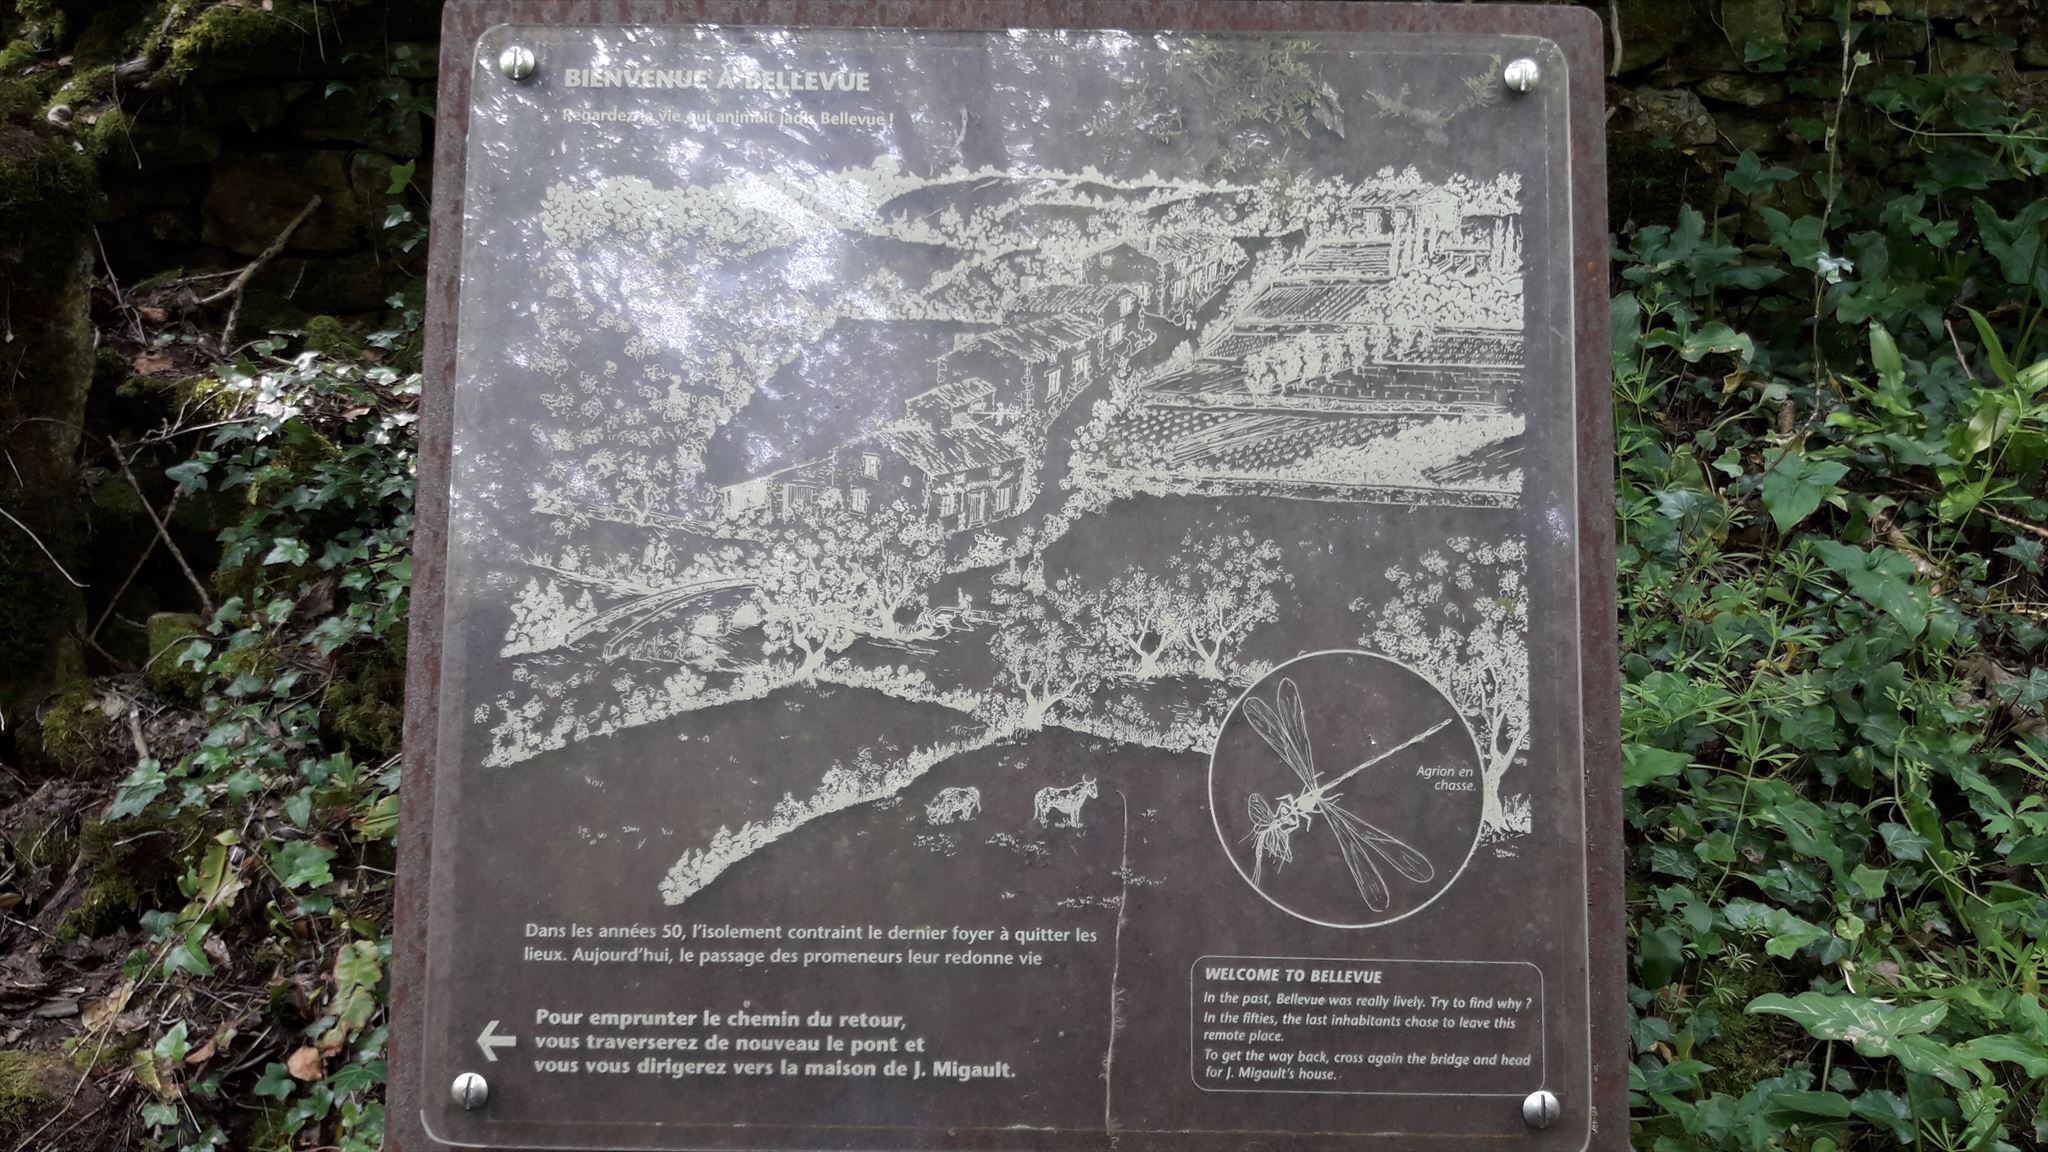 BIENVENUE À BELLEVUE
Regardez la vie qui animait jadis Bellevue !
Agrion en
chasse.
Dans les années 50, l'isolement contraint le dernier foyer à quitter les
lieux. Aujourd'hui, le passage des promeneurs leur redonne vie
Pour emprunter le chemin du retour,
vous traverserez de nouveau le pont et
vous vous dirigerez vers la maison de J. Migault.
WELCOME TO BELLEVUE
In the past, Bellevue was really lively. Try to find why ?
In the fifties, the last inhabitants chose to leave this
remote place.
To get the way back, cross again the bridge and head
for J. Migault's house.